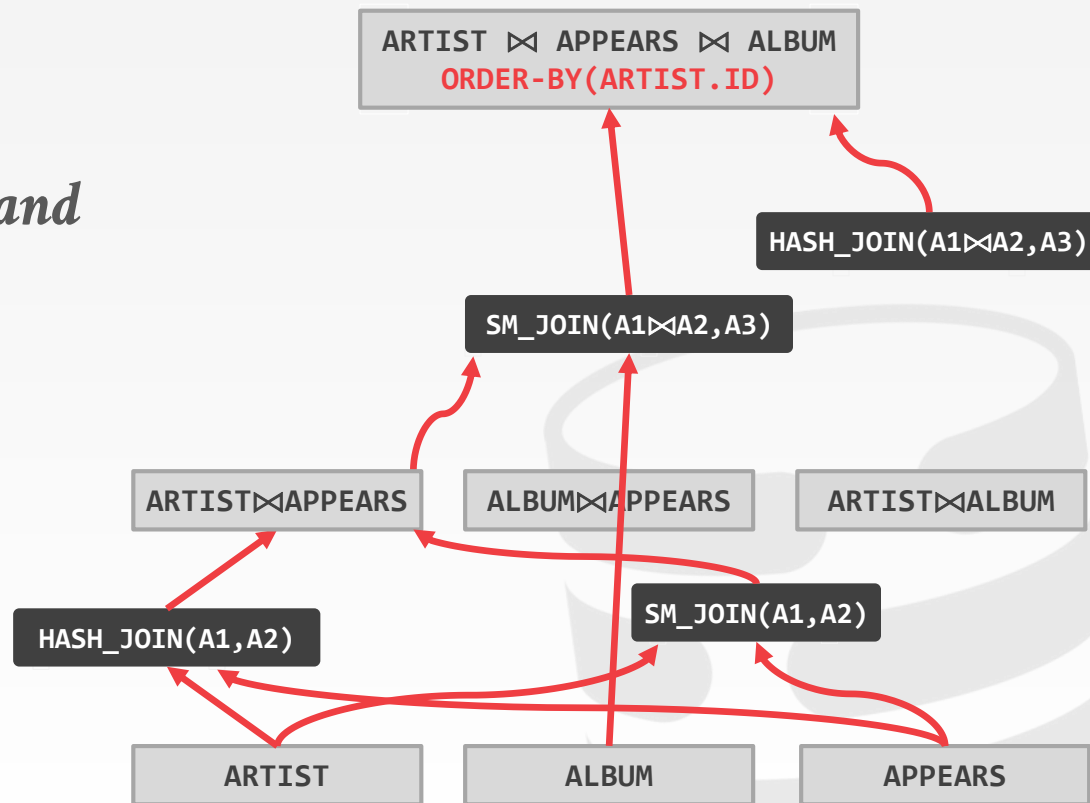 ARTIST ⋈ APPEARS ⋈ ALBUM
ORDER-BY(ARTIST.ID)
and
HASH_JOIN(A1⋈A2,A3)
SM_JOIN(A1⋈A2,A3)
ARTIST⋈APPEARS
ALBUM⋈APPEARS
ARTIST⋈ALBUM
HASH_JOIN(A1,A2)
SM_JOIN(A1,A2)
ARTIST
ALBUM
APPEARS